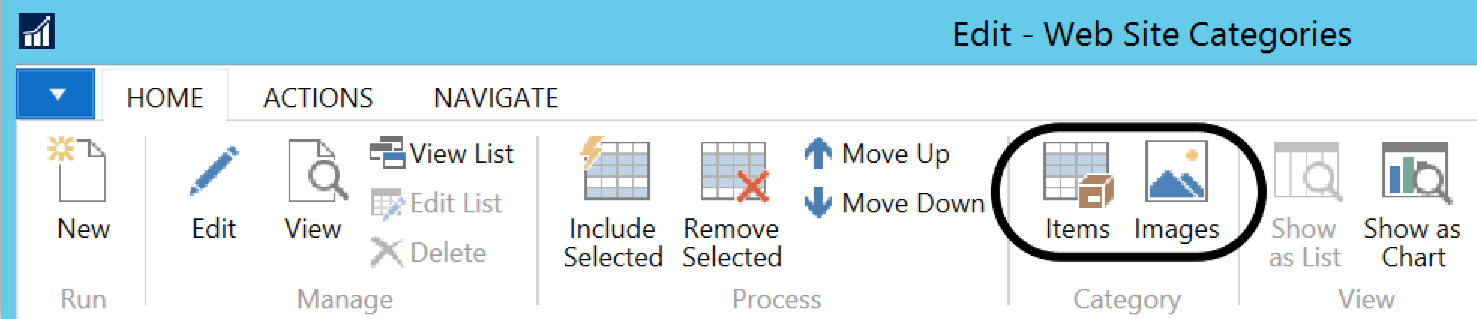 Edit - Web Site Categories
HOME ACTIONS NAVIGATE
New
Edit
View
View List
Edit List
Delete
Include
Selected
Remove
Selected
Move Up
Move Down
Items
Images
Show
as List
Show as
Chart
Run
Manage
Process
Category
View